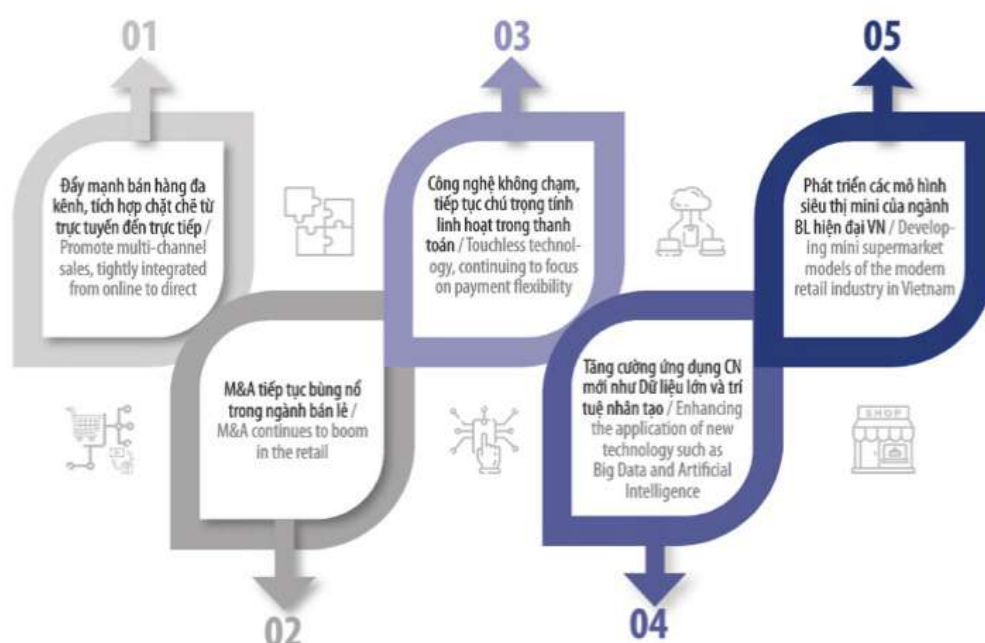 01
Đẩy mạnh bán hàng đa
kênh, tích hợp chặt chẽ từ
trực tuyến đến trực tiếp / 
Promote multi-channel
sales, tightly integrated
from online to direct
M&A tiếp tục bùng nổ
trong ngành bán lẻ /
M&A continues to boom
in the retail
02
03
Công nghệ không chạm,
tiếp tục chú trọng tính
linh hoạt trong thanh
toán / Touchless technol-
ogy, continuing to focus
on payment flexibility
Tăng cường ứng dụng CN
mới như Dữ liệu lớn và trí
tuệ nhân tạo / Enhancing
the application of new
technology such as
Big Data and Artificial
Intelligence
04
05
Phát triển các mô hình
siêu thị mini của ngành
BL hiện đại VN / Develop-
ing mini supermarket
models of the modern
retail industry in Vietnam
SHOP